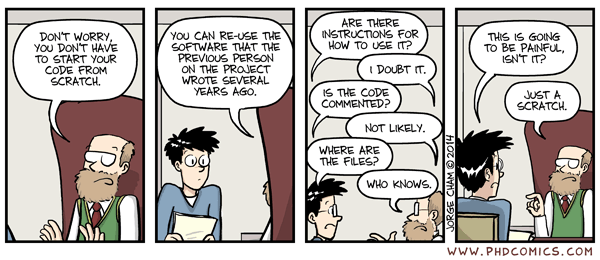 DON'T WORRY,
YOU DON'T HAVE
TO START YOUR
CODE FROM
SCRATCH.
YOU CAN RE-USE THE
SOFTWARE THAT THE
PREVIOUS PERSON
ON THE PROJECT
WROTE SEVERAL
YEARS AGO.
ARE THERE
INSTRUCTIONS FOR
HOW TO USE IT?
I DOUBT IT.
IS THE CODE
COMMENTED?
NOT LIKELY.
WHERE ARE
THE FILES?
WHO KNOWS.
JORGE CHAM © 2014
THIS IS GOING
TO BE PAINFUL,
ISN'T IT?
JUST A
SCRATCH.
WWW.PHDCOMICS.COM